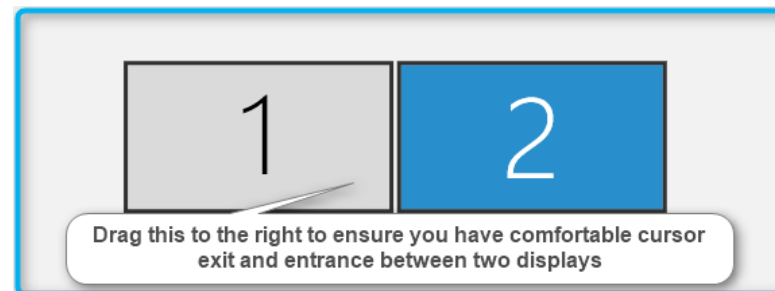 1
2
Drag this to the right to ensure you have comfortable cursor
exit and entrance between two displays